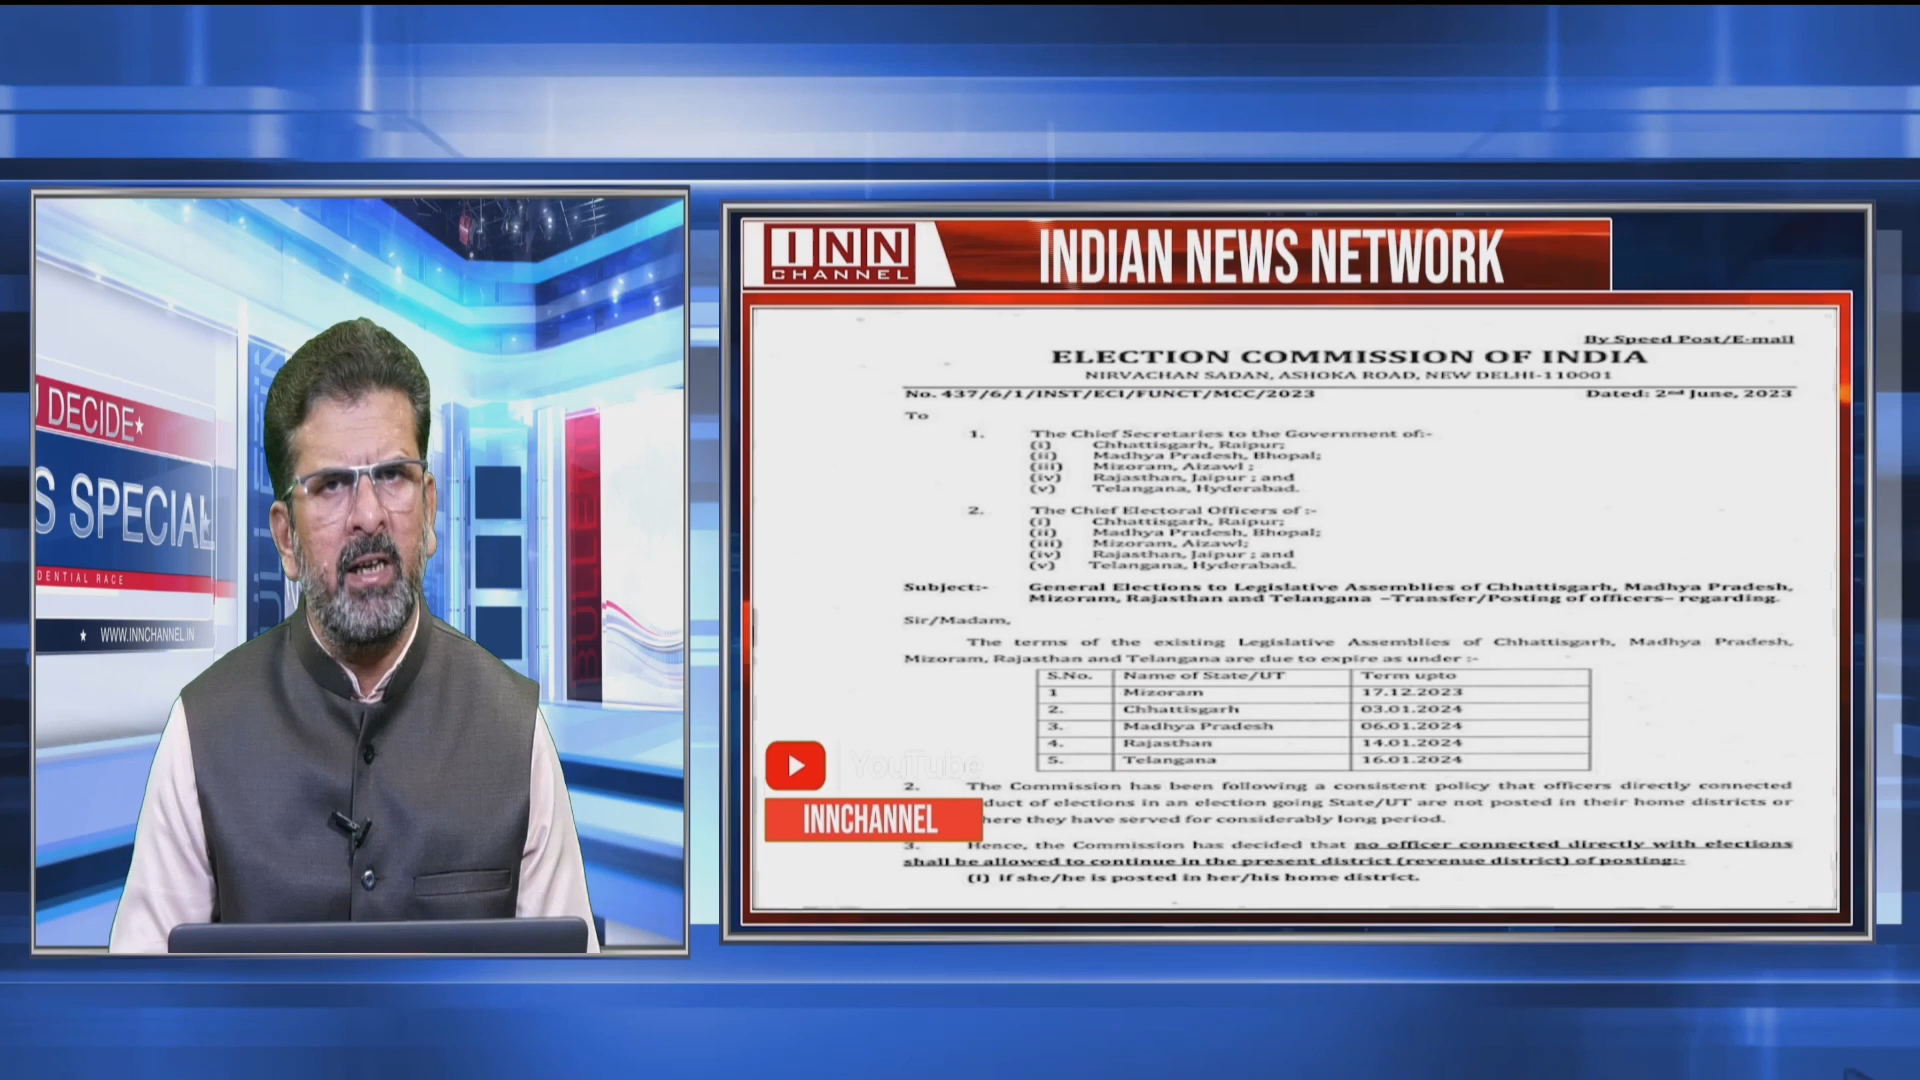 DECIDE
S SPECIAL
DENTIAL RACE
WWW.INNCHANNEL.IN
BULLETIN
BULLET
INN
CHANNEL
INDIAN NEWS NETWORK
By Speed Post/E-mail
ELECTION COMMISSION OF INDIA
NIRVACHAN SADAN, ASHOKA ROAD, NEW DELHI-110001
No. 437/6/1/INST/ECI/FUNCT/MCC/2023 Dated: 2nd June, 2023
To
1. The Chief Secretaries to the Government of:-
(i) Chhattisgarh, Raipur;
(ii) Madhya Pradesh, Bhopal;
(iii) Mizoram, Aizawl ;
(iv) Rajasthan, Jaipur ; and
(v) Telangana, Hyderabad.
2. The Chief Electoral Officers of :-
(i) Chhattisgarh, Raipur;
(ii) Madhya Pradesh, Bhopal;
(iii) Mizoram, Aizawl;
(iv) Rajasthan, Jaipur ; and
(v) Telangana, Hyderabad.
Subject:- General Elections to Legislative Assemblies of Chhattisgarh, Madhya Pradesh,
Mizoram, Rajasthan and Telangana –Transfer/Posting of officers– regarding.
Sir/Madam,
The terms of the existing Legislative Assemblies of Chhattisgarh, Madhya Pradesh,
Mizoram, Rajasthan and Telangana are due to expire as under :-
S.No. Name of State/UT Term upto
1 Mizoram 17.12.2023
2. Chhattisgarh 03.01.2024
3. Madhya Pradesh 06.01.2024
4. Rajasthan 14.01.2024
5. Telangana 16.01.2024
YouTube
INNCHANNEL
2. The Commission has been following a consistent policy that officers directly connected
duct of elections in an election going State/UT are not posted in their home districts or
here they have served for considerably long period.
3. Hence, the Commission has decided that no officer connected directly with elections
shall be allowed to continue in the present district (revenue district) of posting:-
(I) if she/he is posted in her/his home district.